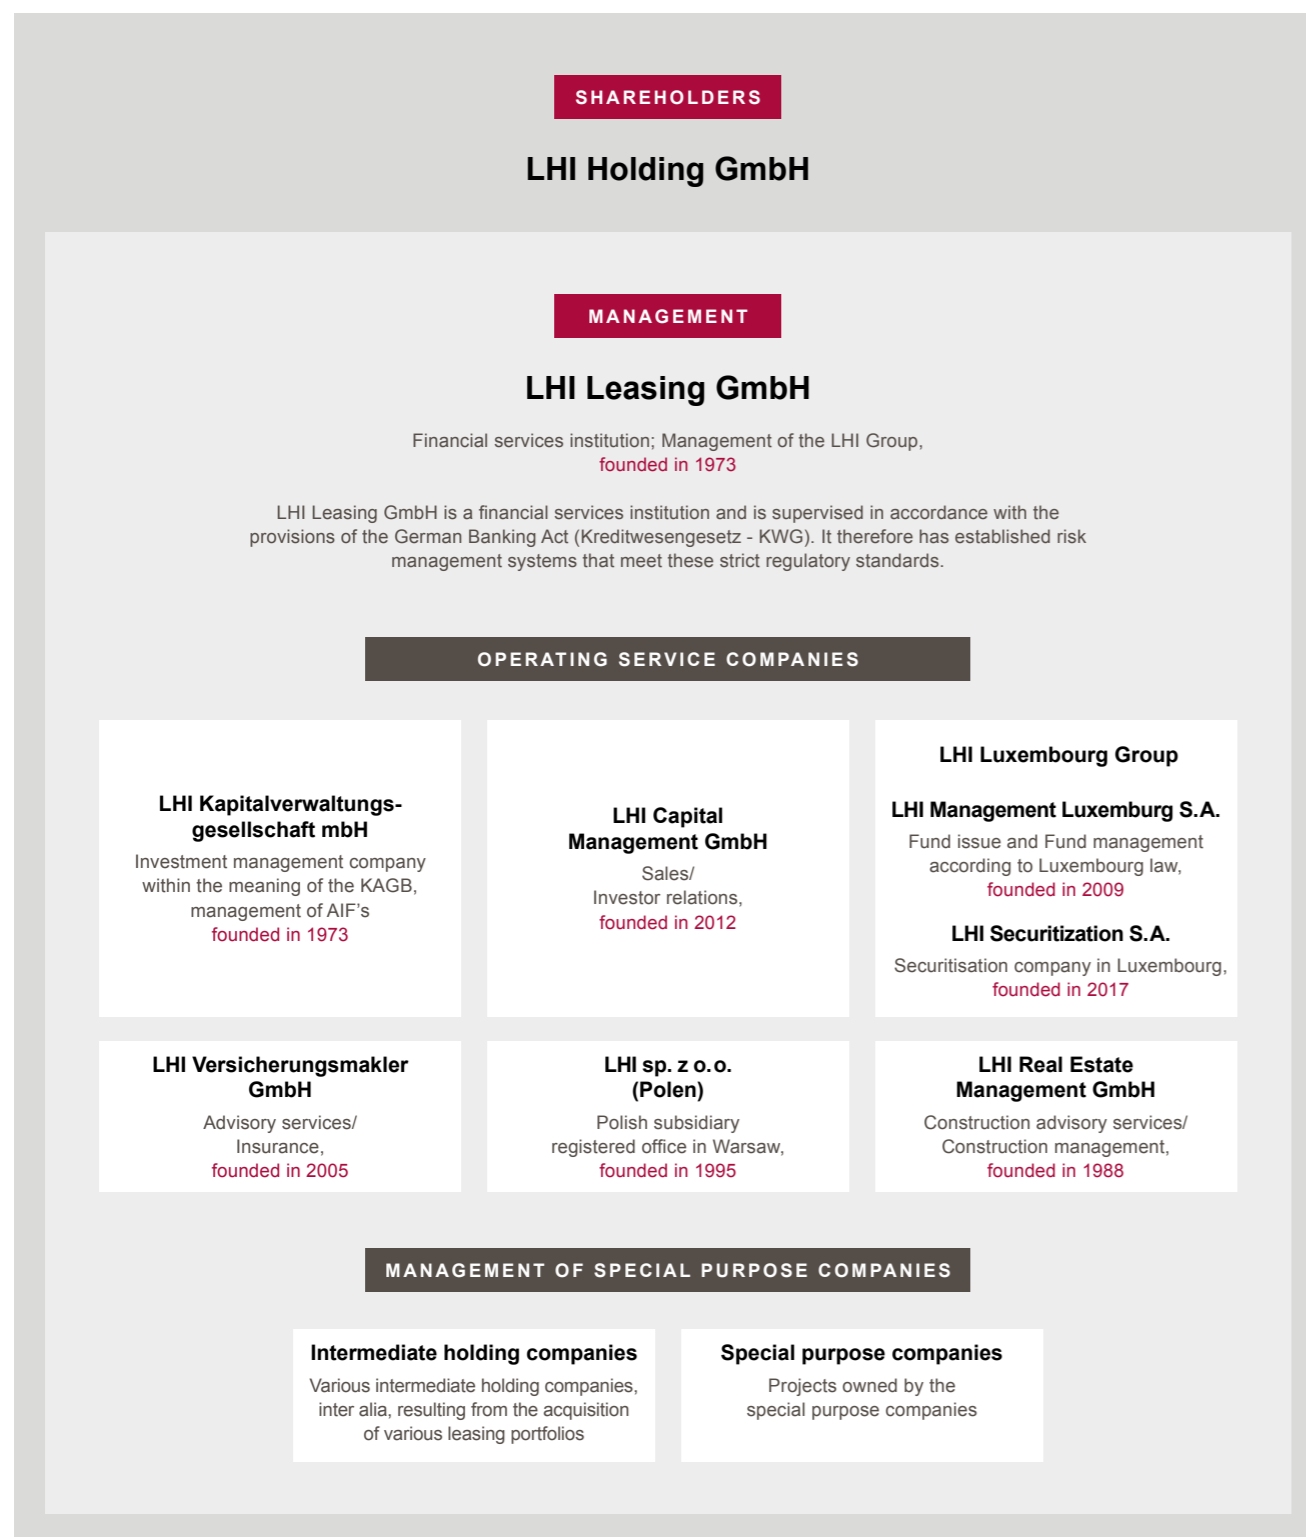 SHAREHOLDERS
LHI Holding GmbH
MANAGEMENT
LHI Leasing GmbH
Financial services institution; Management of the LHI Group,
founded in 1973
LHI Leasing GmbH is a financial services institution and is supervised in accordance with the
provisions of the German Banking Act (Kreditwesengesetz - KWG). It therefore has established risk
management systems that meet these strict regulatory standards.
OPERATING SERVICE COMPANIES
LHI Kapitalverwaltungs-
gesellschaft mbH
Investment management company
within the meaning of the KAGB,
management of AIF's
founded in 1973
LHI Capital
Management GmbH
Sales/
Investor relations,
founded in 2012
LHI Luxembourg Group
LHI Management Luxemburg S.A.
Fund issue and Fund management
according to Luxembourg law,
founded in 2009
LHI Securitization S.A.
Securitisation company in Luxembourg,
founded in 2017
LHI Versicherungsmakler
GmbH
Advisory services/
Insurance,
founded in 2005
LHI sp. z o.o.
(Polen)
Polish subsidiary
registered office in Warsaw,
founded in 1995
LHI Real Estate
Management GmbH
Construction advisory services/
Construction management,
founded in 1988
MANAGEMENT OF SPECIAL PURPOSE COMPANIES
Intermediate holding companies
Various intermediate holding companies,
inter alia, resulting from the acquisition
of various leasing portfolios
Special purpose companies
Projects owned by the
special purpose companies